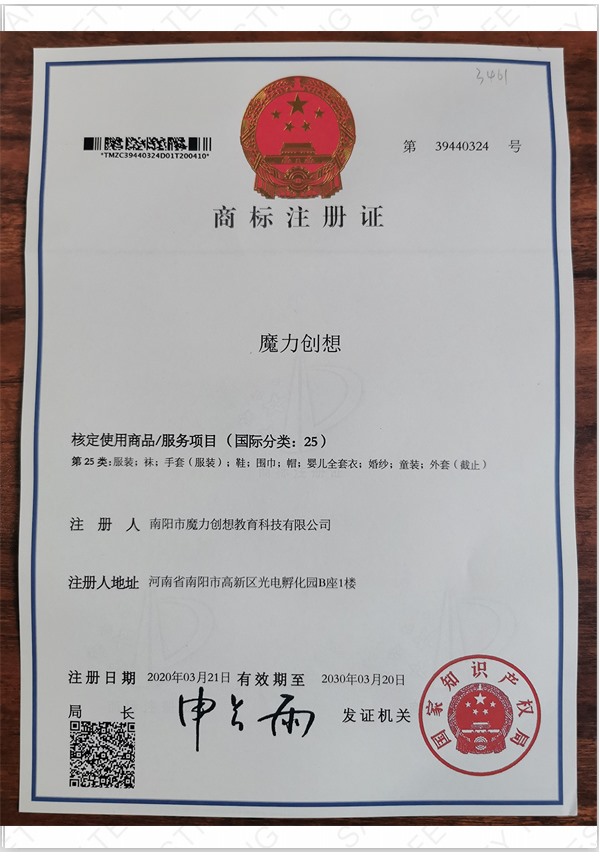 3461
*TMZC39440324D01T200410*
第 39440324 号
商标注册证
魔力创想
核定使用商品/服务项目（国际分类：25）
第25类：服装；袜；手套（服装）；鞋；围巾；帽；婴儿全套衣；婚纱；童装；外套（截止）
注册人 南阳市魔力创想教育科技有限公司
注册人地址 河南省南阳市高新区光电孵化园B座1楼
注册日期 2020年03月21日 有效期至 2030年03月20日
局长 申长雨 发证机关
国家知识产权局